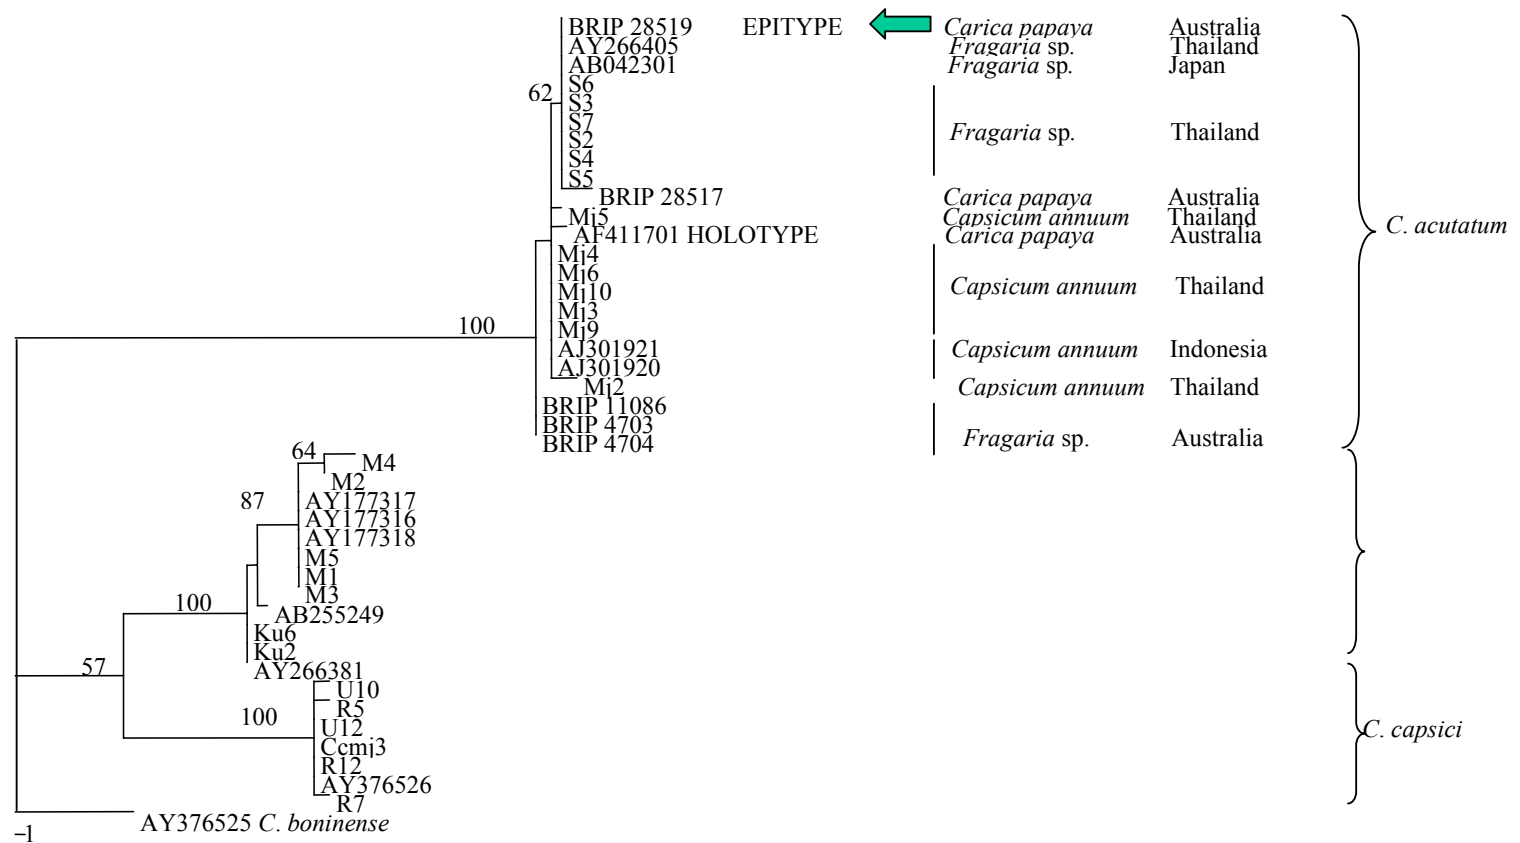 BRIP 28519 EPITYPE Carica papaya Australia
AY266405 Fragaria sp. Thailand
AB042301 Fragaria sp. Japan
S6
62
S3
S7
Fragaria sp. Thailand
S2
S4
S5
BRIP 28517 Carica papaya Australia
Mj5 Capsicum annuum Thailand
C. acutatum
AF411701 HOLOTYPE Carica papaya Australia
Mj4
Mj6
Capsicum annuum Thailand
Mj10
Mj3
100
Mj9
AJ301921 Capsicum annuum Indonesia
AJ301920
Mj2 Capsicum annuum Thailand
BRIP 11086
BRIP 4703
BRIP 4704 Fragaria sp. Australia
64
M4
M2
87
AY177317
AY177316
AY177318
M5
M1
M3
100
AB255249
Ku6
Ku2
57
AY266381
U10
R5
100
U12
C. capsici
Ccmj3
R12
AY376526
R7
AY376525 C. boninense
–1